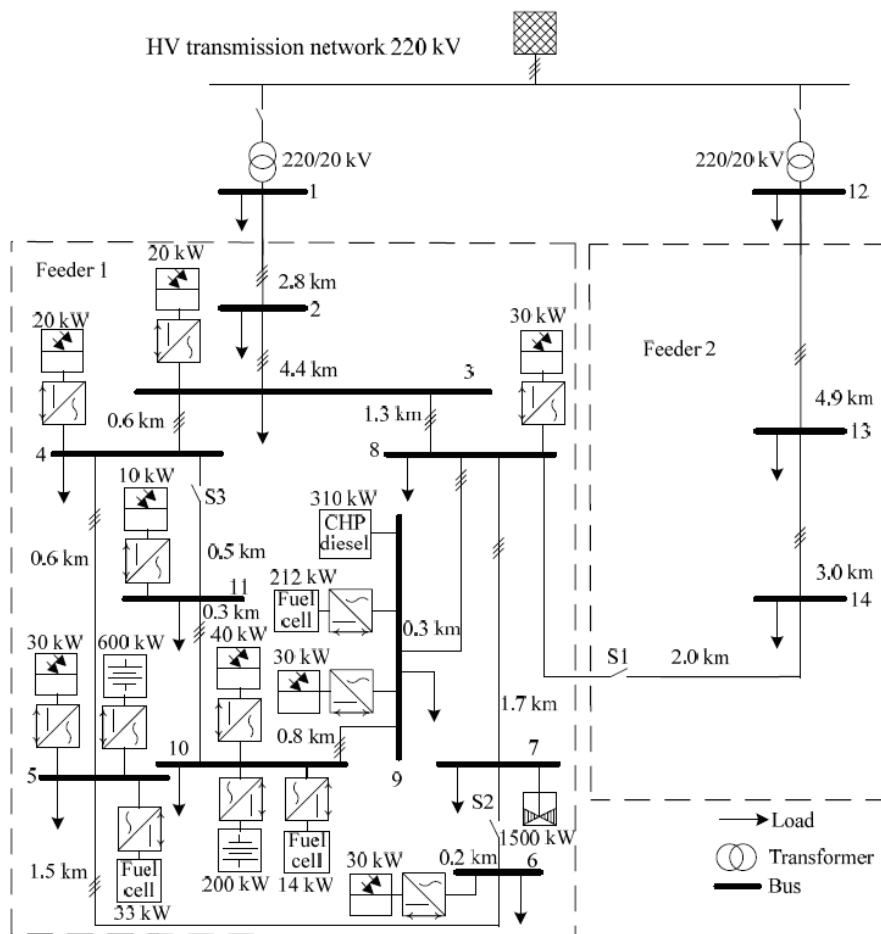 HV transmission network 220 kV
220/20 kV
220/20 kV
1
12
Feeder 1
20 kW
2.8 km
20 kW
2
30 kW
Feeder 2
4.4 km
3
0.6 km
1.3 km
4.9 km
4
8
13
10 kW
S3
310 kW
CHP
diesel
0.6 km
0.5 km
212 kW
3.0 km
11
Fuel
cell
14
0.3 km
0.3 km
30 kW
600 kW
40 kW
30 kW
S1
2.0 km
1.7 km
0.8 km
10
7
5
9
S2
Load
1500 kW
Fuel
cell
Fuel
cell
0.2 km
6
Transformer
1.5 km
200 kW
14 kW
30 kW
Bus
33 kW